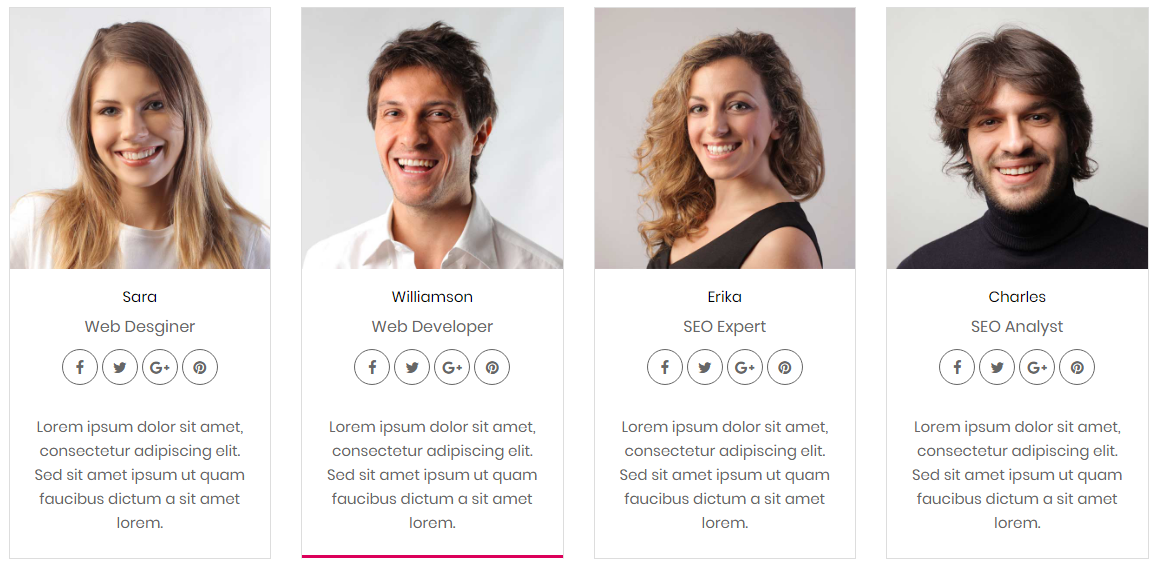 Sara
Web Desginer
Lorem ipsum dolor sit amet,
consectetur adipiscing elit.
Sed sit amet ipsum ut quam
faucibus dictum a sit amet
lorem.
Williamson
Web Developer
Lorem ipsum dolor sit amet,
consectetur adipiscing elit.
Sed sit amet ipsum ut quam
faucibus dictum a sit amet
lorem.
Erika
SEO Expert
Lorem ipsum dolor sit amet,
consectetur adipiscing elit.
Sed sit amet ipsum ut quam
faucibus dictum a sit amet
lorem.
Charles
SEO Analyst
Lorem ipsum dolor sit amet,
consectetur adipiscing elit.
Sed sit amet ipsum ut quam
faucibus dictum a sit amet
lorem.